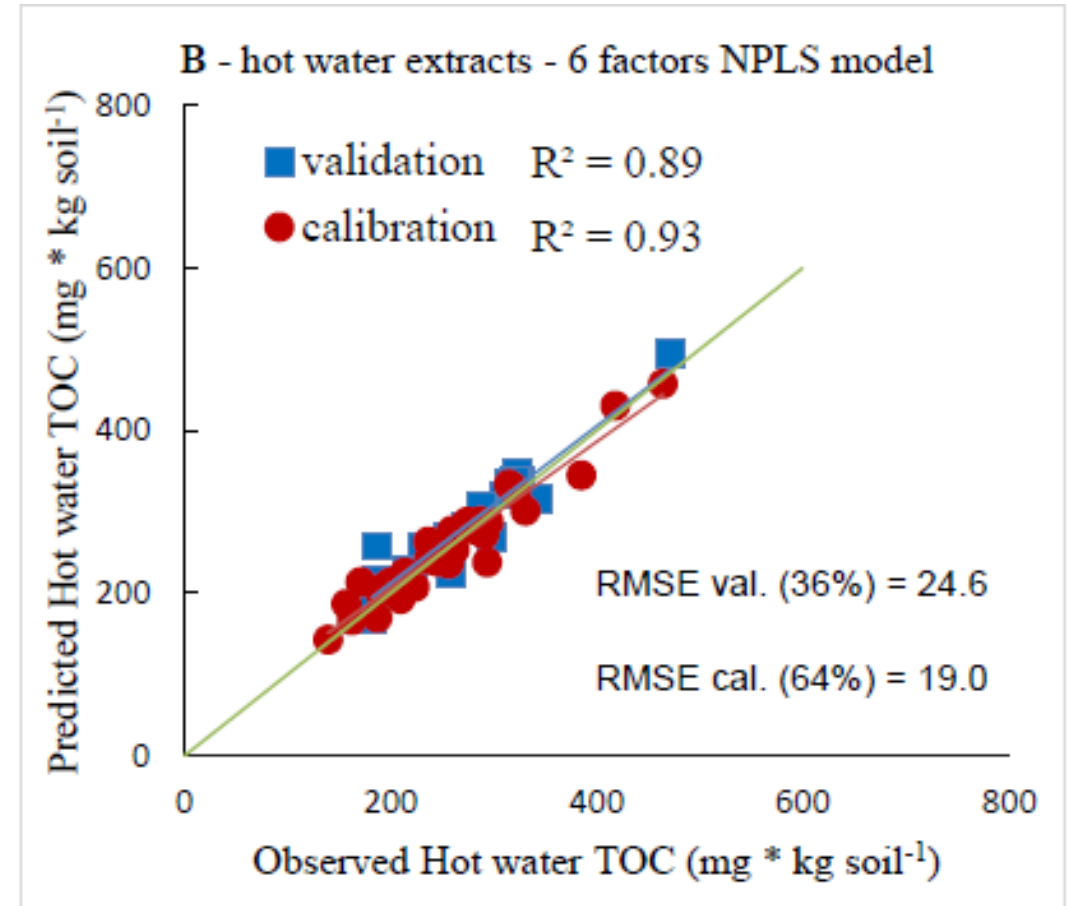 B - hot water extracts - 6 factors NPLS model
Predicted Hot water TOC (mg * kg soil⁻¹)
800
600
400
200
0
validation R² = 0.89
calibration R² = 0.93
RMSE val. (36%) = 24.6
RMSE cal. (64%) = 19.0
0 200 400 600 800
Observed Hot water TOC (mg * kg soil⁻¹)